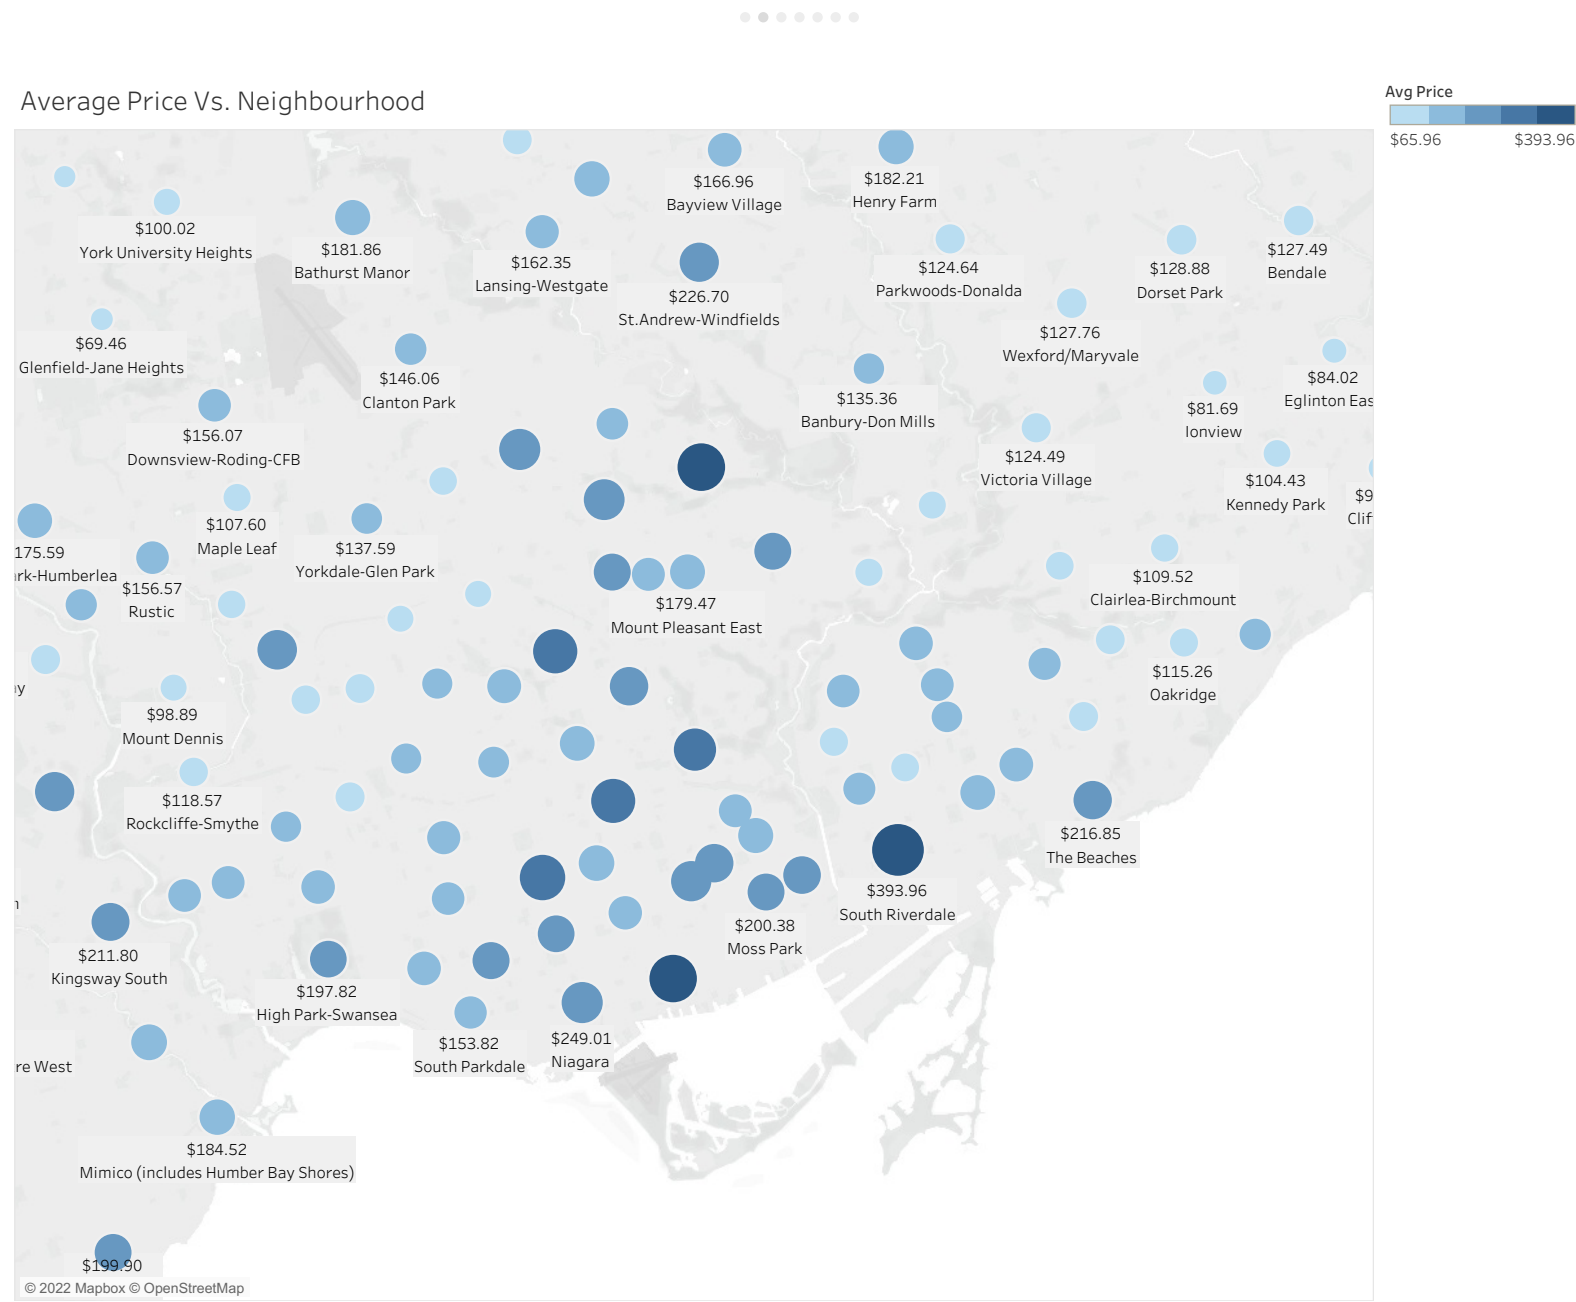 Average Price Vs. Neighbourhood
Avg Price
$65.96 $393.96
$166.96
Bayview Village
$182.21
Henry Farm
$100.02
York University Heights
$181.86
Bathurst Manor
$162.35
Lansing-Westgate
$226.70
St.Andrew-Windfields
$124.64
Parkwoods-Donalda
$128.88
Dorset Park
$127.49
Bendale
$69.46
Glenfield-Jane Heights
$127.76
Wexford/Maryvale
$146.06
Clanton Park
$135.36
Banbury-Don Mills
$84.02
Eglinton Eas
$81.69
Ionview
$156.07
Downsview-Roding-CFB
$124.49
Victoria Village
$104.43
Kennedy Park
$9
Clif
$107.60
Maple Leaf
$137.59
Yorkdale-Glen Park
175.59
rk-Humberlea
$156.57
Rustic
$179.47
Mount Pleasant East
$109.52
Clairlea-Birchmount
$115.26
Oakridge
y
$98.89
Mount Dennis
$118.57
Rockcliffe-Smythe
$216.85
The Beaches
$393.96
South Riverdale
$200.38
Moss Park
$211.80
Kingsway South
$197.82
High Park-Swansea
$153.82
South Parkdale
$249.01
Niagara
re West
$184.52
Mimico (includes Humber Bay Shores)
$199.90
© 2022 Mapbox © OpenStreetMap